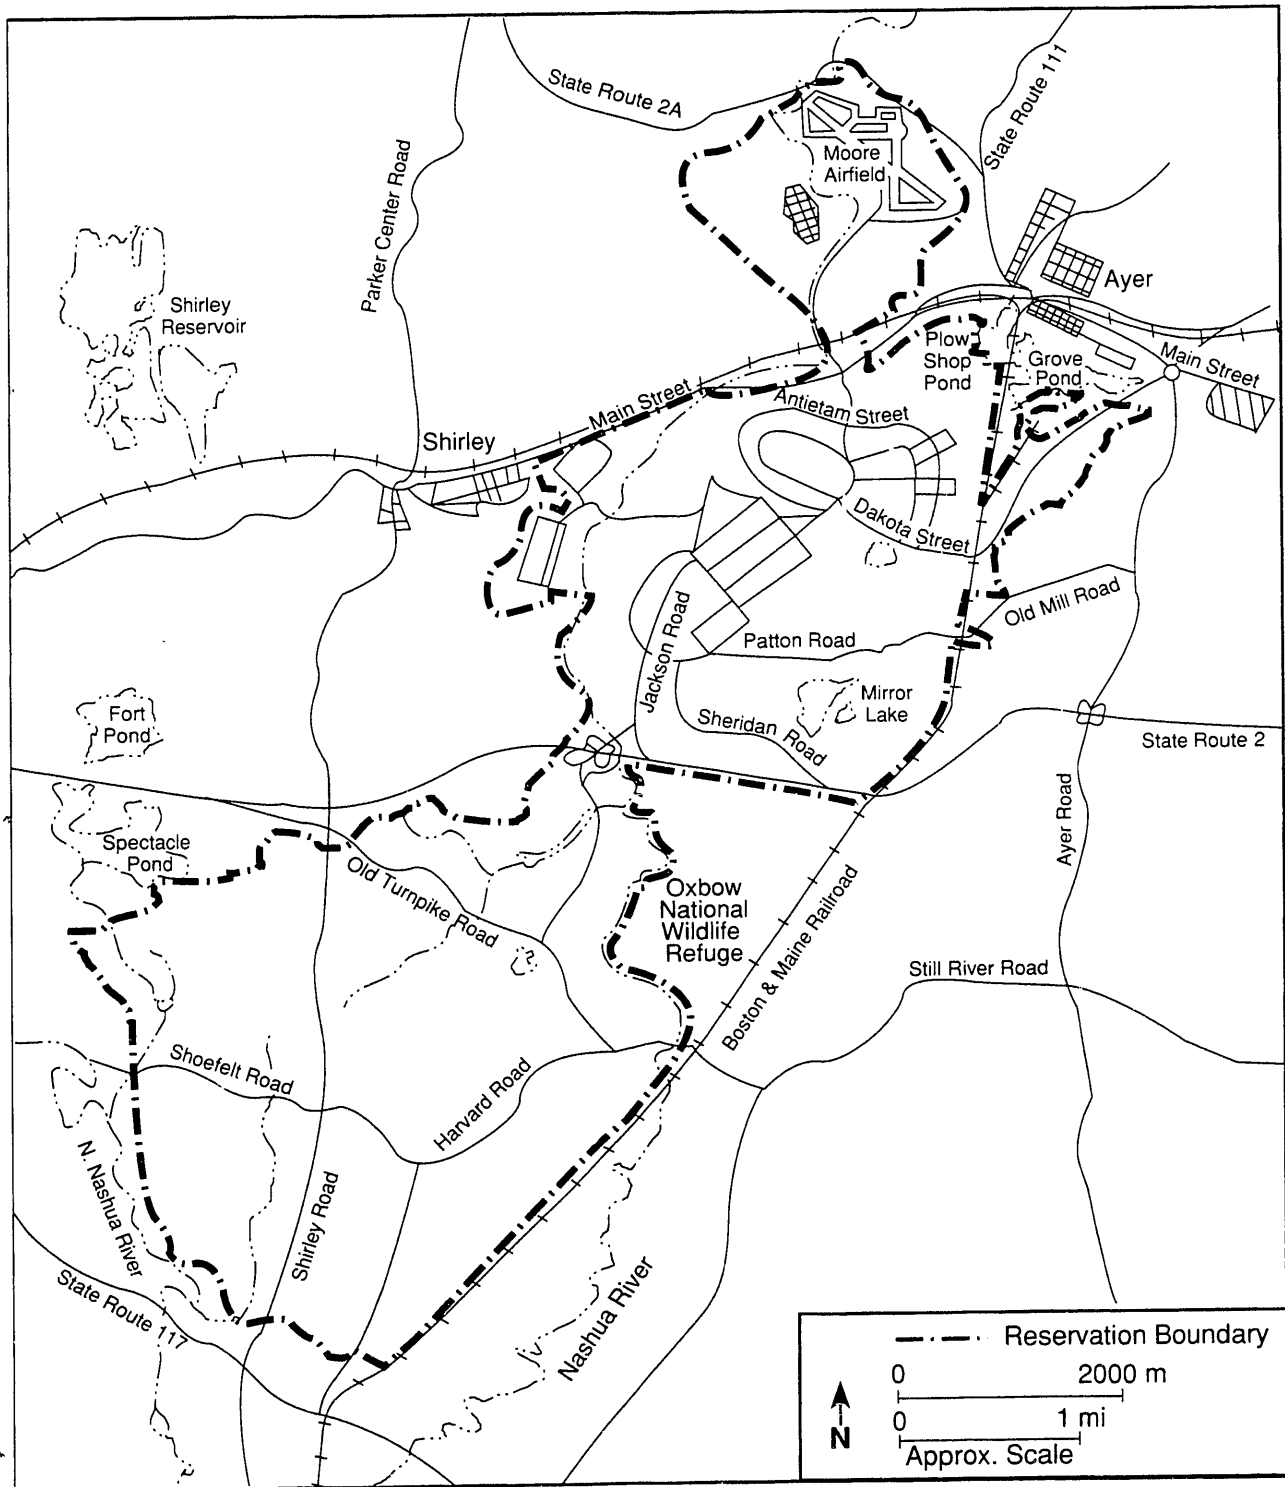 State Route 2A
State Route 111
Moore
Airfield
Parker Center Road
Ayer
Shirley
Reservoir
Plow
Shop
Pond
Grove
Pond
Main Street
Main Street
Antietam Street
Shirley
Dakota Street
Old Mill Road
Jackson Road
Patton Road
Fort
Pond
Mirror
Lake
Sheridan Road
State Route 2
Ayer Road
Spectacle
Pond
Old Turnpike Road
Oxbow
National
Wildlife
Refuge
Boston & Maine Railroad
Still River Road
Shoefelt Road
Harvard Road
N. Nashua River
Shirley Road
State Route 117
Nashua River
Reservation Boundary
0 2000 m
0 1 mi
N
Approx. Scale